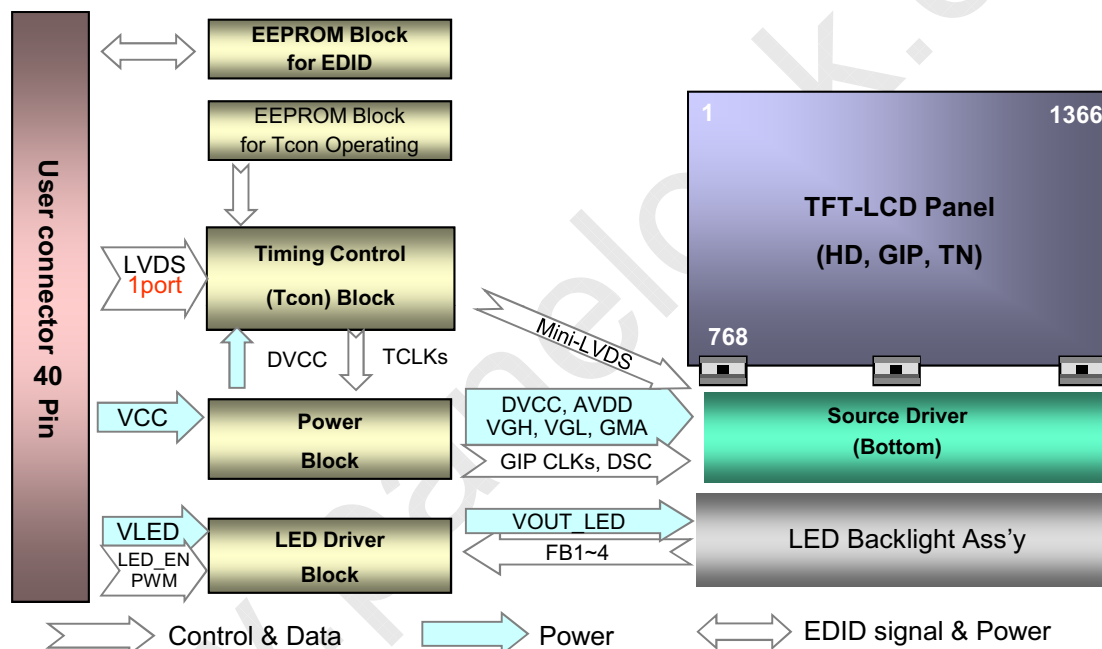 EEPROM Block
for EDID
EEPROM Block
for Tcon Operating
User connector 40 Pin
LVDS
1port
Timing Control
(Tcon) Block
DVCC
TCLKs
Mini-LVDS
1
1366
TFT-LCD Panel
(HD, GIP, TN)
768
VCC
Power
Block
DVCC, AVDD
VGH, VGL, GMA
GIP CLKs, DSC
Source Driver
(Bottom)
VLED
LED_EN
PWM
LED Driver
Block
VOUT_LED
FB1~4
LED Backlight Ass'y
Control & Data
Power
EDID signal & Power